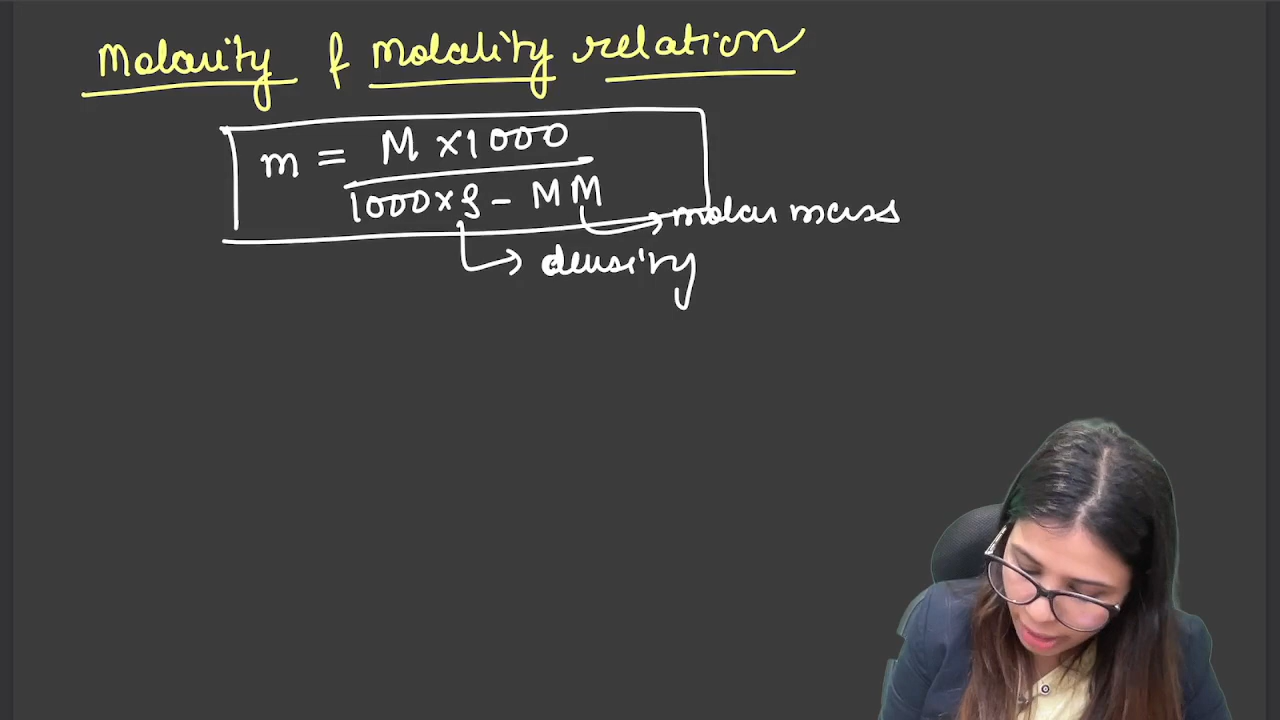 Molarity & Molality relation
m = M × 1000 / 1000 × ρ - M M
molar mass
density